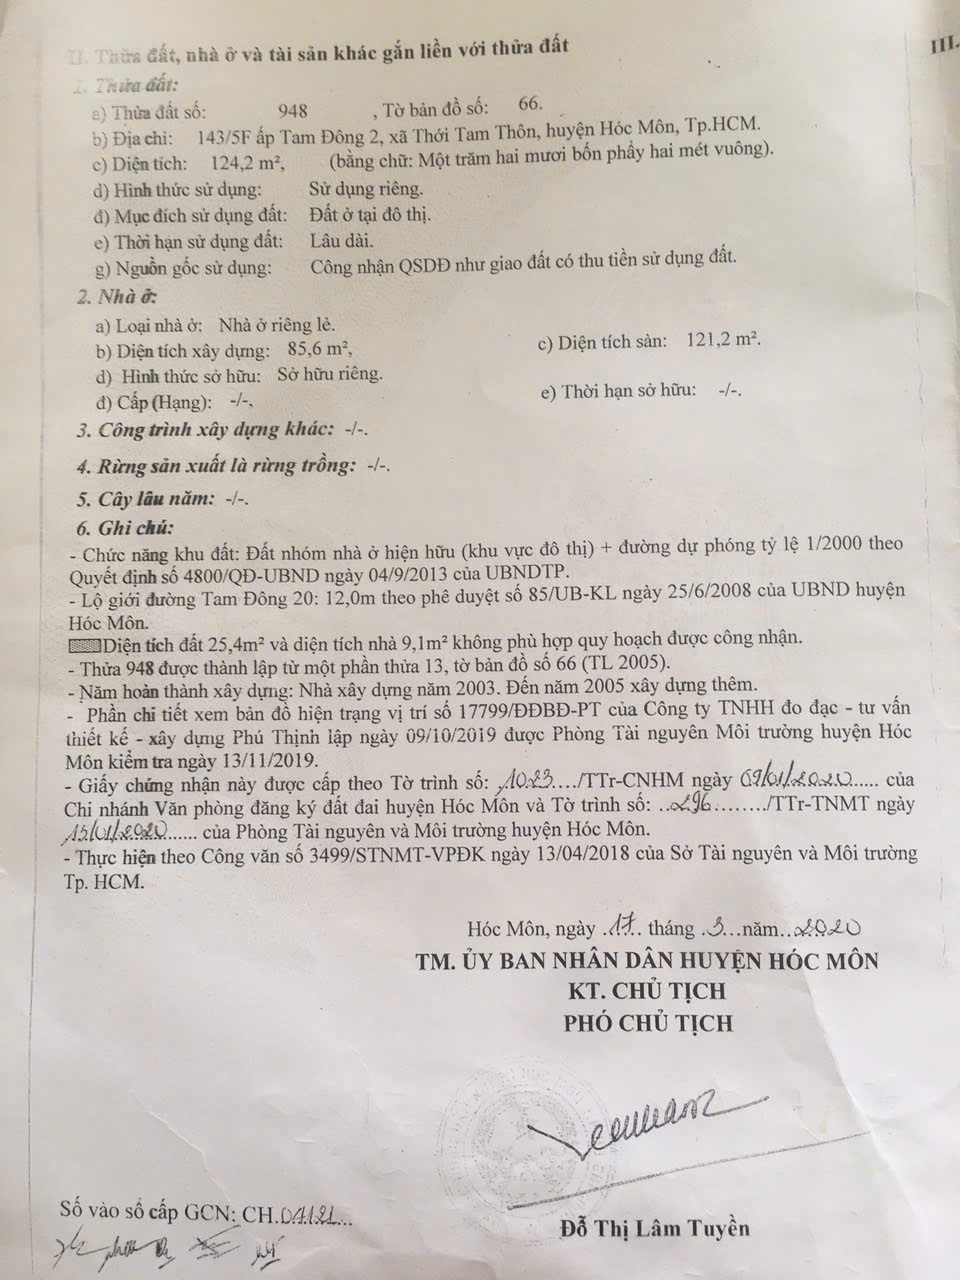 II. Thửa đất, nhà ở và tài sản khác gắn liền với thửa đất
III.
1. Thửa đất:
a) Thửa đất số: 948 , Tờ bản đồ số: 66.
b) Địa chỉ: 143/5F ấp Tam Đông 2, xã Thới Tam Thôn, huyện Hóc Môn, Tp.HCM.
c) Diện tích: 124,2 m², (bằng chữ: Một trăm hai mươi bốn phẩy hai mét vuông).
d) Hình thức sử dụng: Sử dụng riêng.
đ) Mục đích sử dụng đất: Đất ở tại đô thị.
e) Thời hạn sử dụng đất: Lâu dài.
g) Nguồn gốc sử dụng: Công nhận QSDĐ như giao đất có thu tiền sử dụng đất.
2. Nhà ở:
a) Loại nhà ở: Nhà ở riêng lẻ.
b) Diện tích xây dựng: 85,6 m², c) Diện tích sàn: 121,2 m².
d) Hình thức sở hữu: Sở hữu riêng.
đ) Cấp (Hạng): -/-. e) Thời hạn sở hữu: -/-.
3. Công trình xây dựng khác: -/-.
4. Rừng sản xuất là rừng trồng: -/-.
5. Cây lâu năm: -/-.
6. Ghi chú:
- Chức năng khu đất: Đất nhóm nhà ở hiện hữu (khu vực đô thị) + đường dự phóng tỷ lệ 1/2000 theo
Quyết định số 4800/QĐ-UBND ngày 04/9/2013 của UBNDTP.
- Lộ giới đường Tam Đông 20: 12,0m theo phê duyệt số 85/UB-KL ngày 25/6/2008 của UBND huyện
Hóc Môn.
Diện tích đất 25,4m² và diện tích nhà 9,1m² không phù hợp quy hoạch được công nhận.
- Thửa 948 được thành lập từ một phần thửa 13, tờ bản đồ số 66 (TL 2005).
- Năm hoàn thành xây dựng: Nhà xây dựng năm 2003. Đến năm 2005 xây dựng thêm.
- Phần chi tiết xem bản đồ hiện trạng vị trí số 17799/ĐĐBĐ-PT của Công ty TNHH đo đạc - tư vấn
thiết kế - xây dựng Phú Thịnh lập ngày 09/10/2019 được Phòng Tài nguyên Môi trường huyện Hóc
Môn kiểm tra ngày 13/11/2019.
- Giấy chứng nhận này được cấp theo Tờ trình số: .1023.../TTr-CNHM ngày 09/01/2020...... của
Chi nhánh Văn phòng đăng ký đất đai huyện Hóc Môn và Tờ trình số: ..296......../TTr-TNMT ngày
.15/01/2020...... của Phòng Tài nguyên và Môi trường huyện Hóc Môn.
- Thực hiện theo Công văn số 3499/STNMT-VPĐK ngày 13/04/2018 của Sở Tài nguyên và Môi trường
Tp. HCM.
Hóc Môn, ngày .17.. tháng .3...năm..2020
TM. ỦY BAN NHÂN DÂN HUYỆN HÓC MÔN
KT. CHỦ TỊCH
PHÓ CHỦ TỊCH
Số vào sổ cấp GCN: CH.04121...
Đỗ Thị Lâm Tuyền